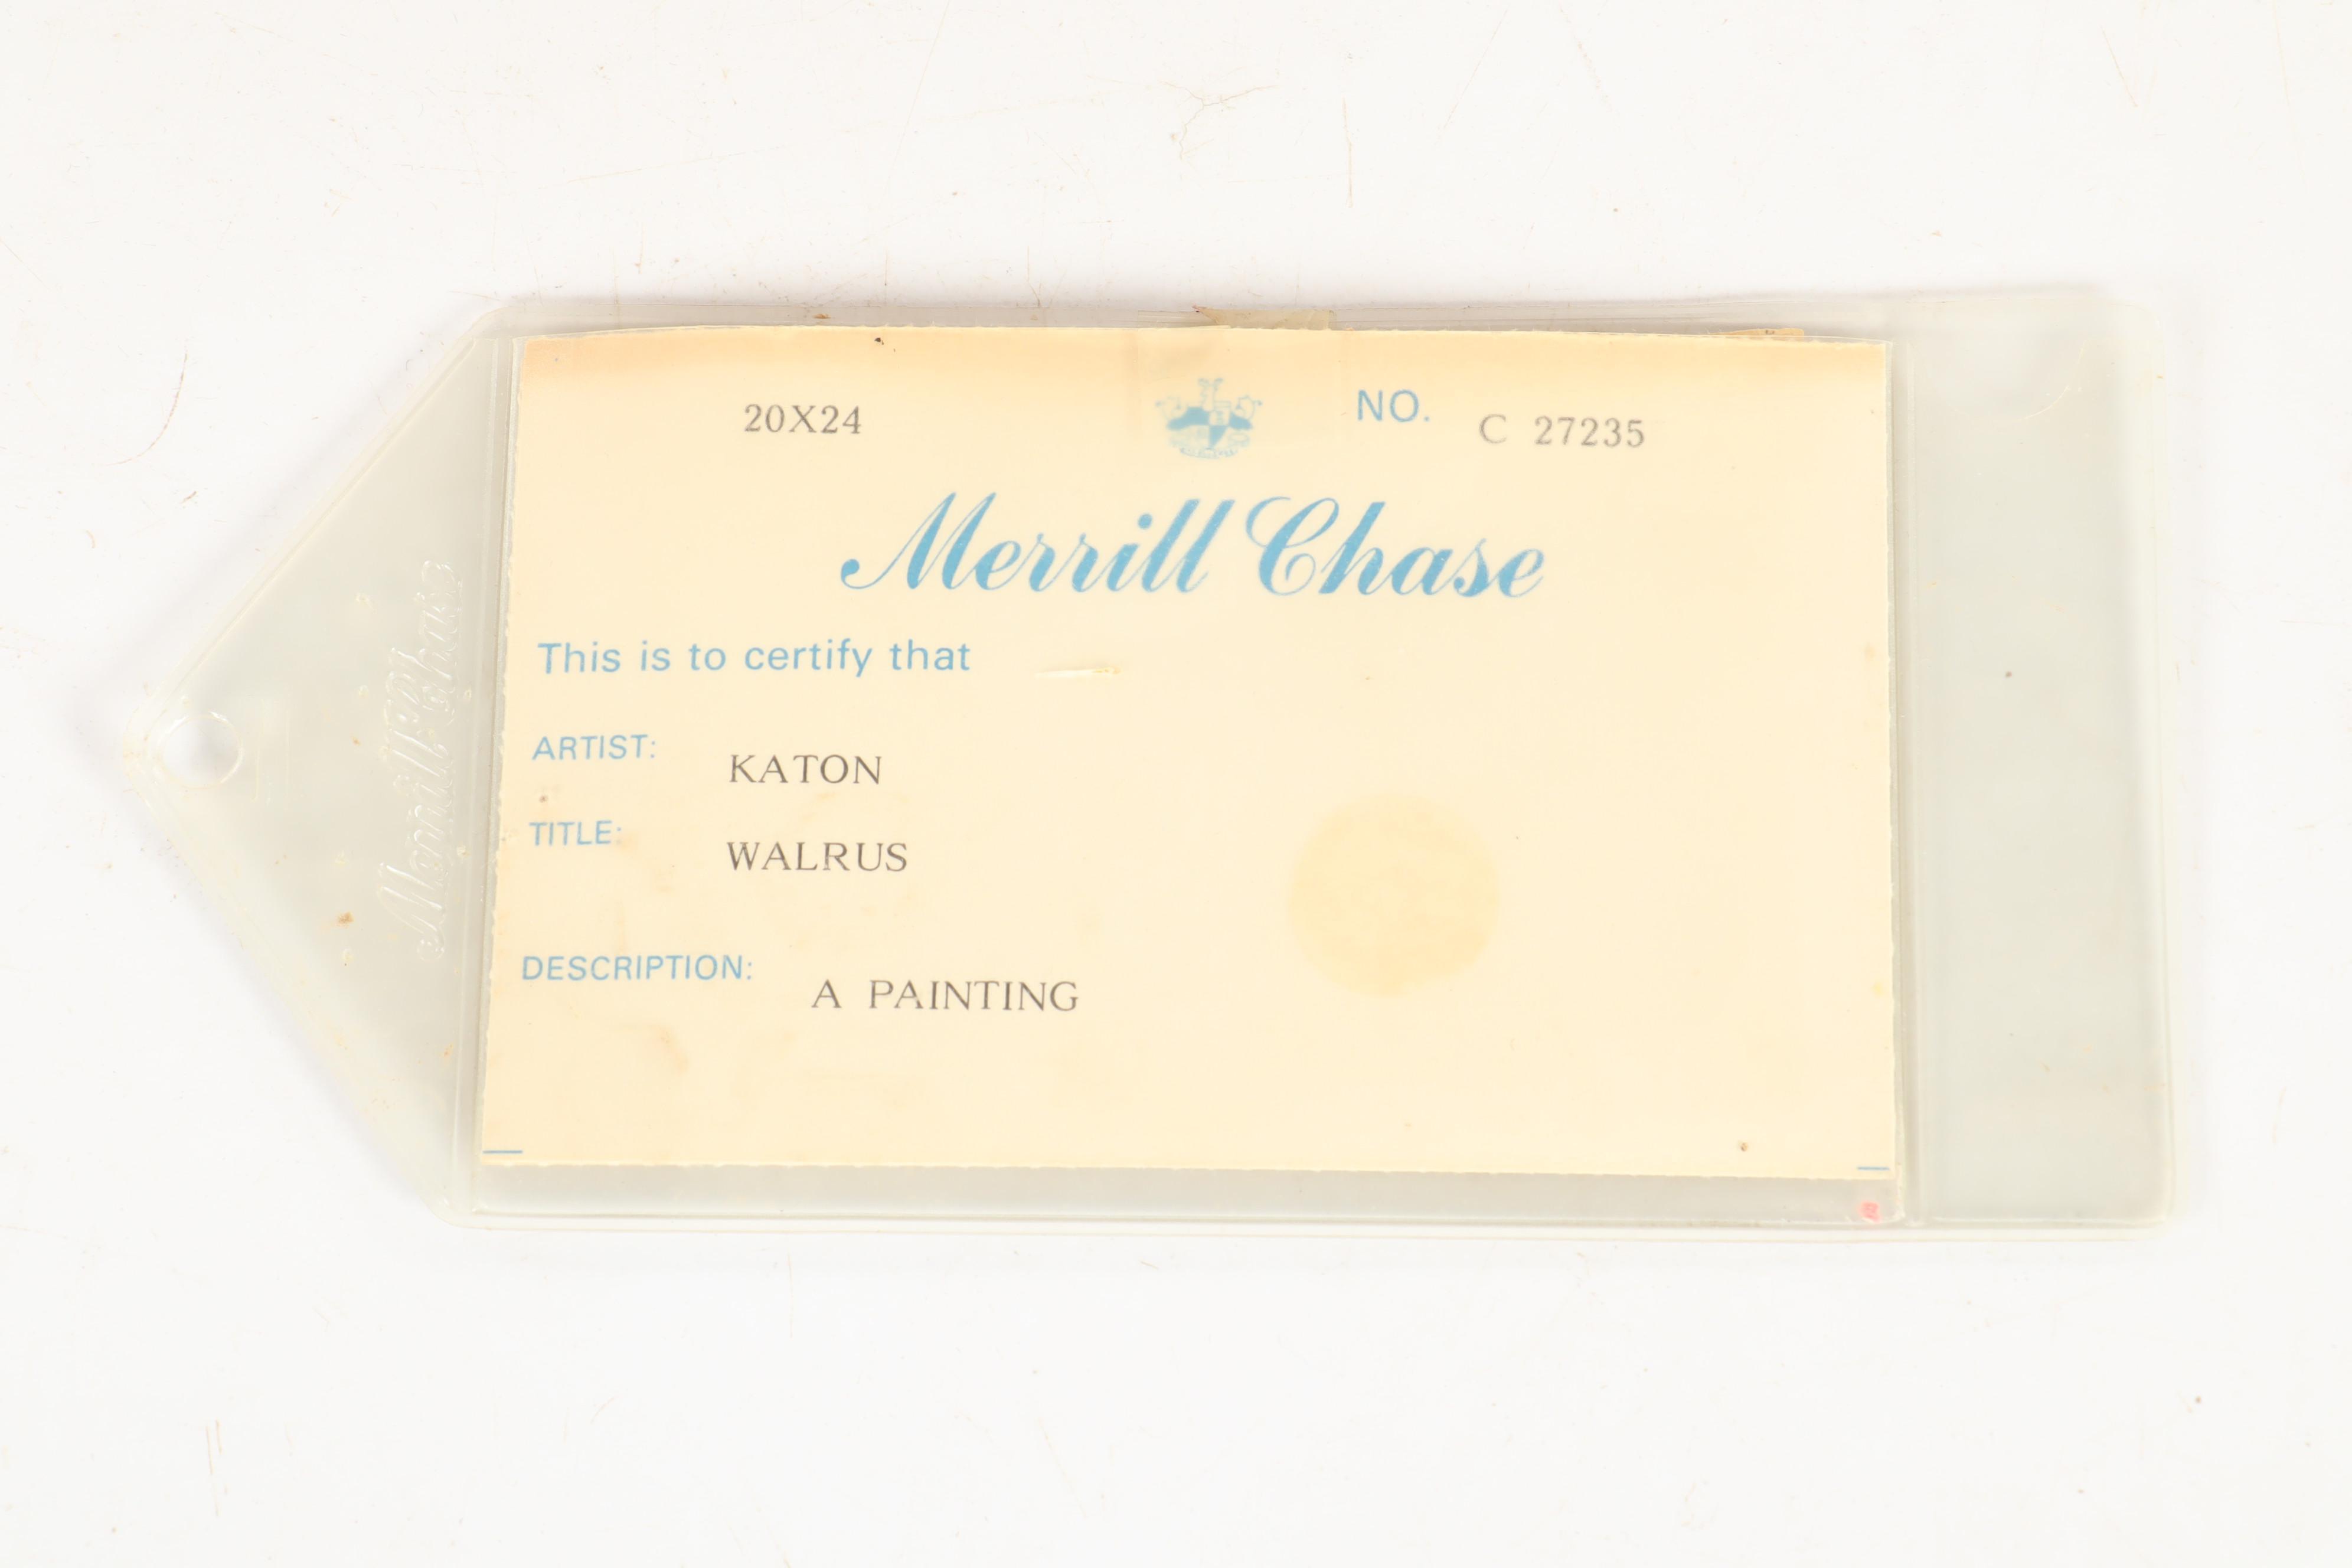 20X24
NO. C 27235
Merrill Chase
This is to certify that
ARTIST: KATON
TITLE: WALRUS
DESCRIPTION: A PAINTING
Merrill Chase